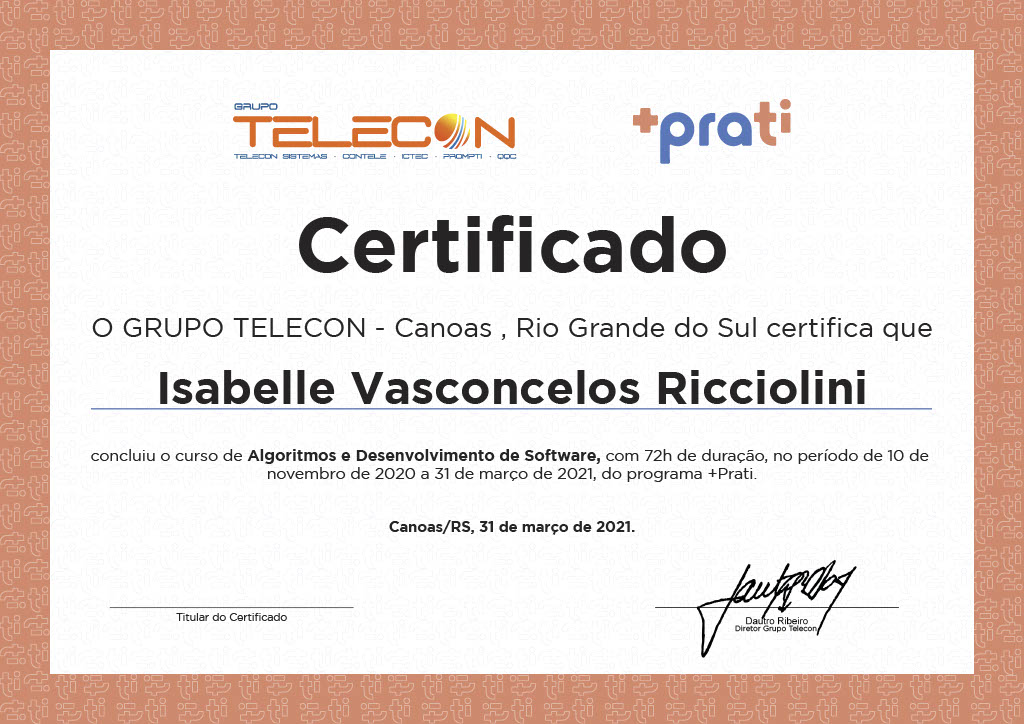 GRUPO
TELECON
TELECON SISTEMAS · CONTELE · ICTEC · PROMPTI · QQC
+prati
Certificado
O GRUPO TELECON - Canoas , Rio Grande do Sul certifica que
Isabelle Vasconcelos Ricciolini
concluiu o curso de Algoritmos e Desenvolvimento de Software, com 72h de duração, no período de 10 de
novembro de 2020 a 31 de março de 2021, do programa +Prati.
Canoas/RS, 31 de março de 2021.
Titular do Certificado
Dautro Ribeiro
Diretor Grupo Telecon